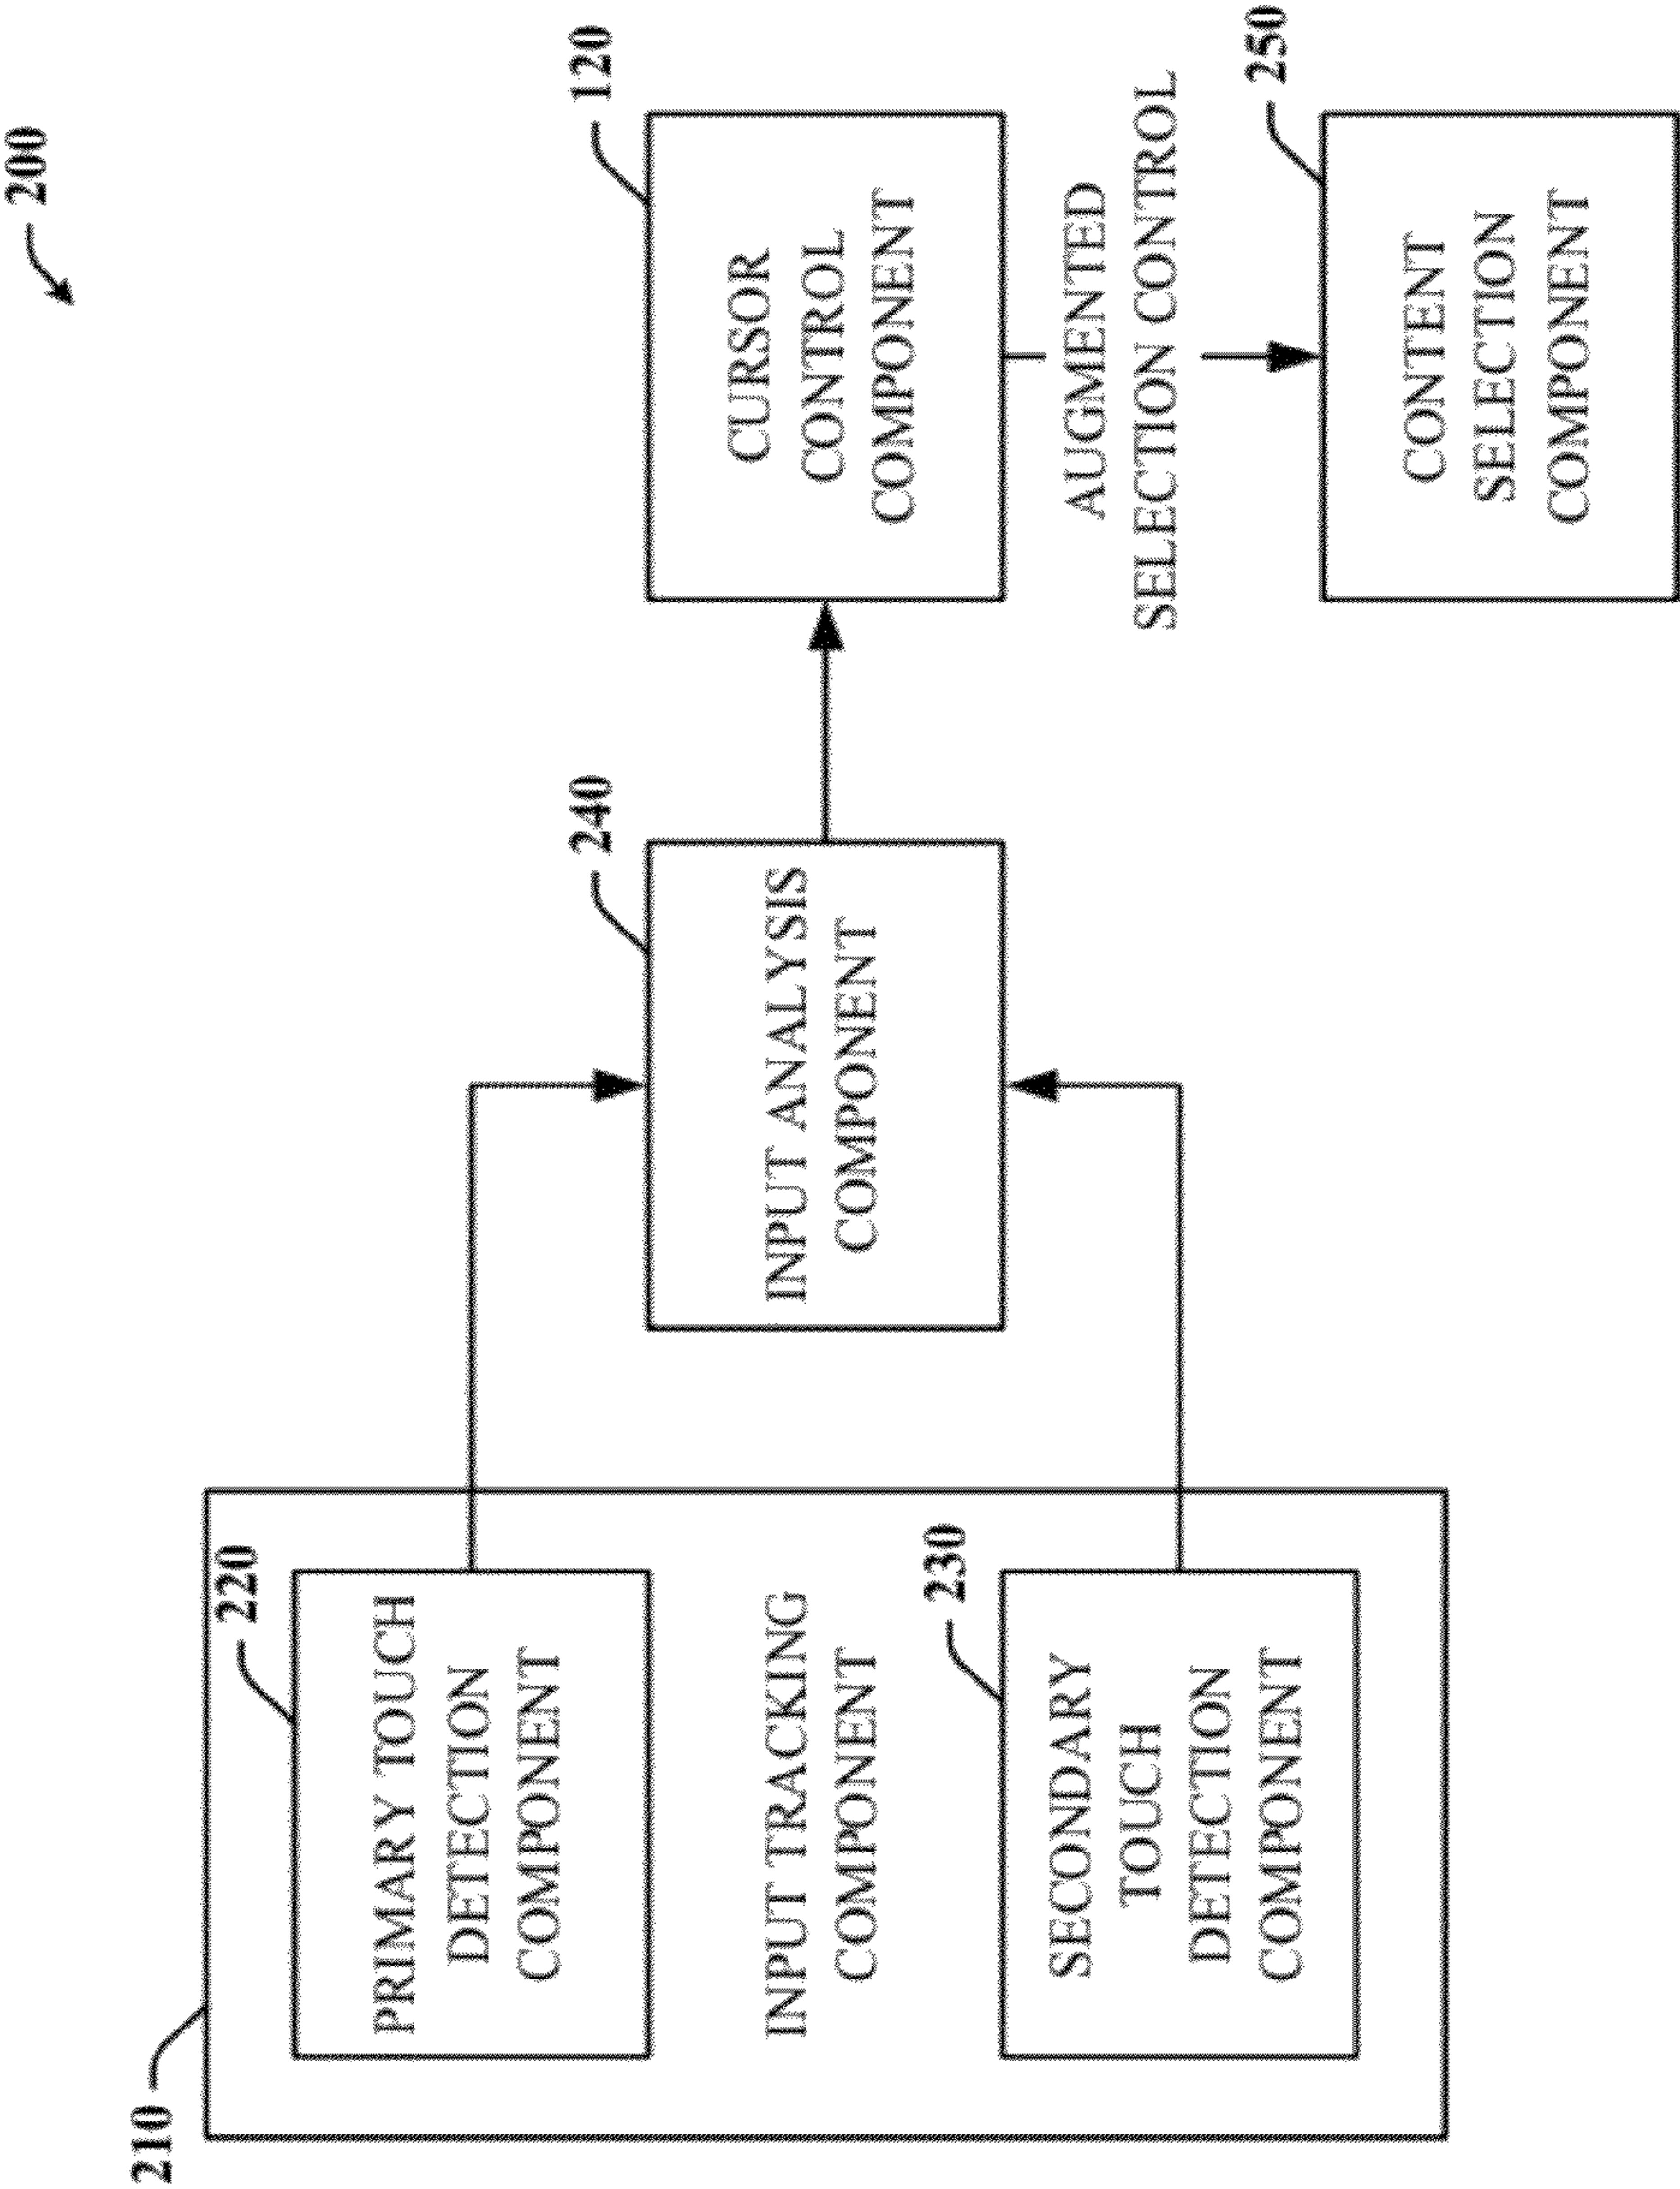 200
210
220
PRIMARY TOUCH
DETECTION
COMPONENT
INPUT TRACKING
COMPONENT
230
SECONDARY
TOUCH
DETECTION
COMPONENT
240
INPUT ANALYSIS
COMPONENT
120
CURSOR
CONTROL
COMPONENT
AUGMENTED
SELECTION CONTROL
250
CONTENT
SELECTION
COMPONENT